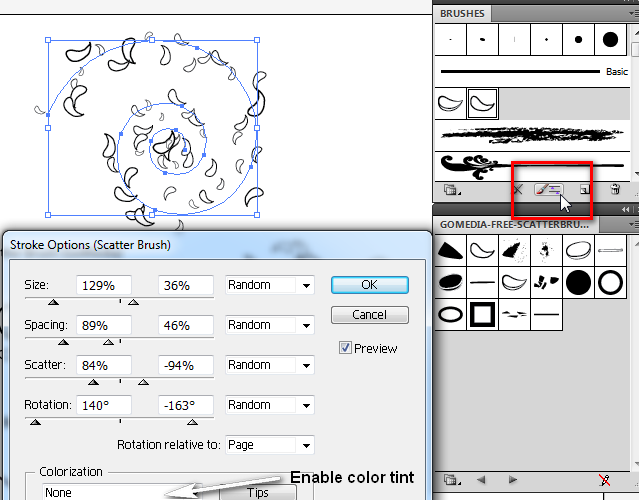 BRUSHES
Basic
GOMEDIA-FREE-SCATTERBRU...
Stroke Options (Scatter Brush)
Size: 129% 36% Random
OK
Spacing: 89% 46% Random
Cancel
Preview
Scatter: 84% -94% Random
Rotation: 140° -163° Random
Rotation relative to: Page
Colorization
Enable color tint
None
Tips